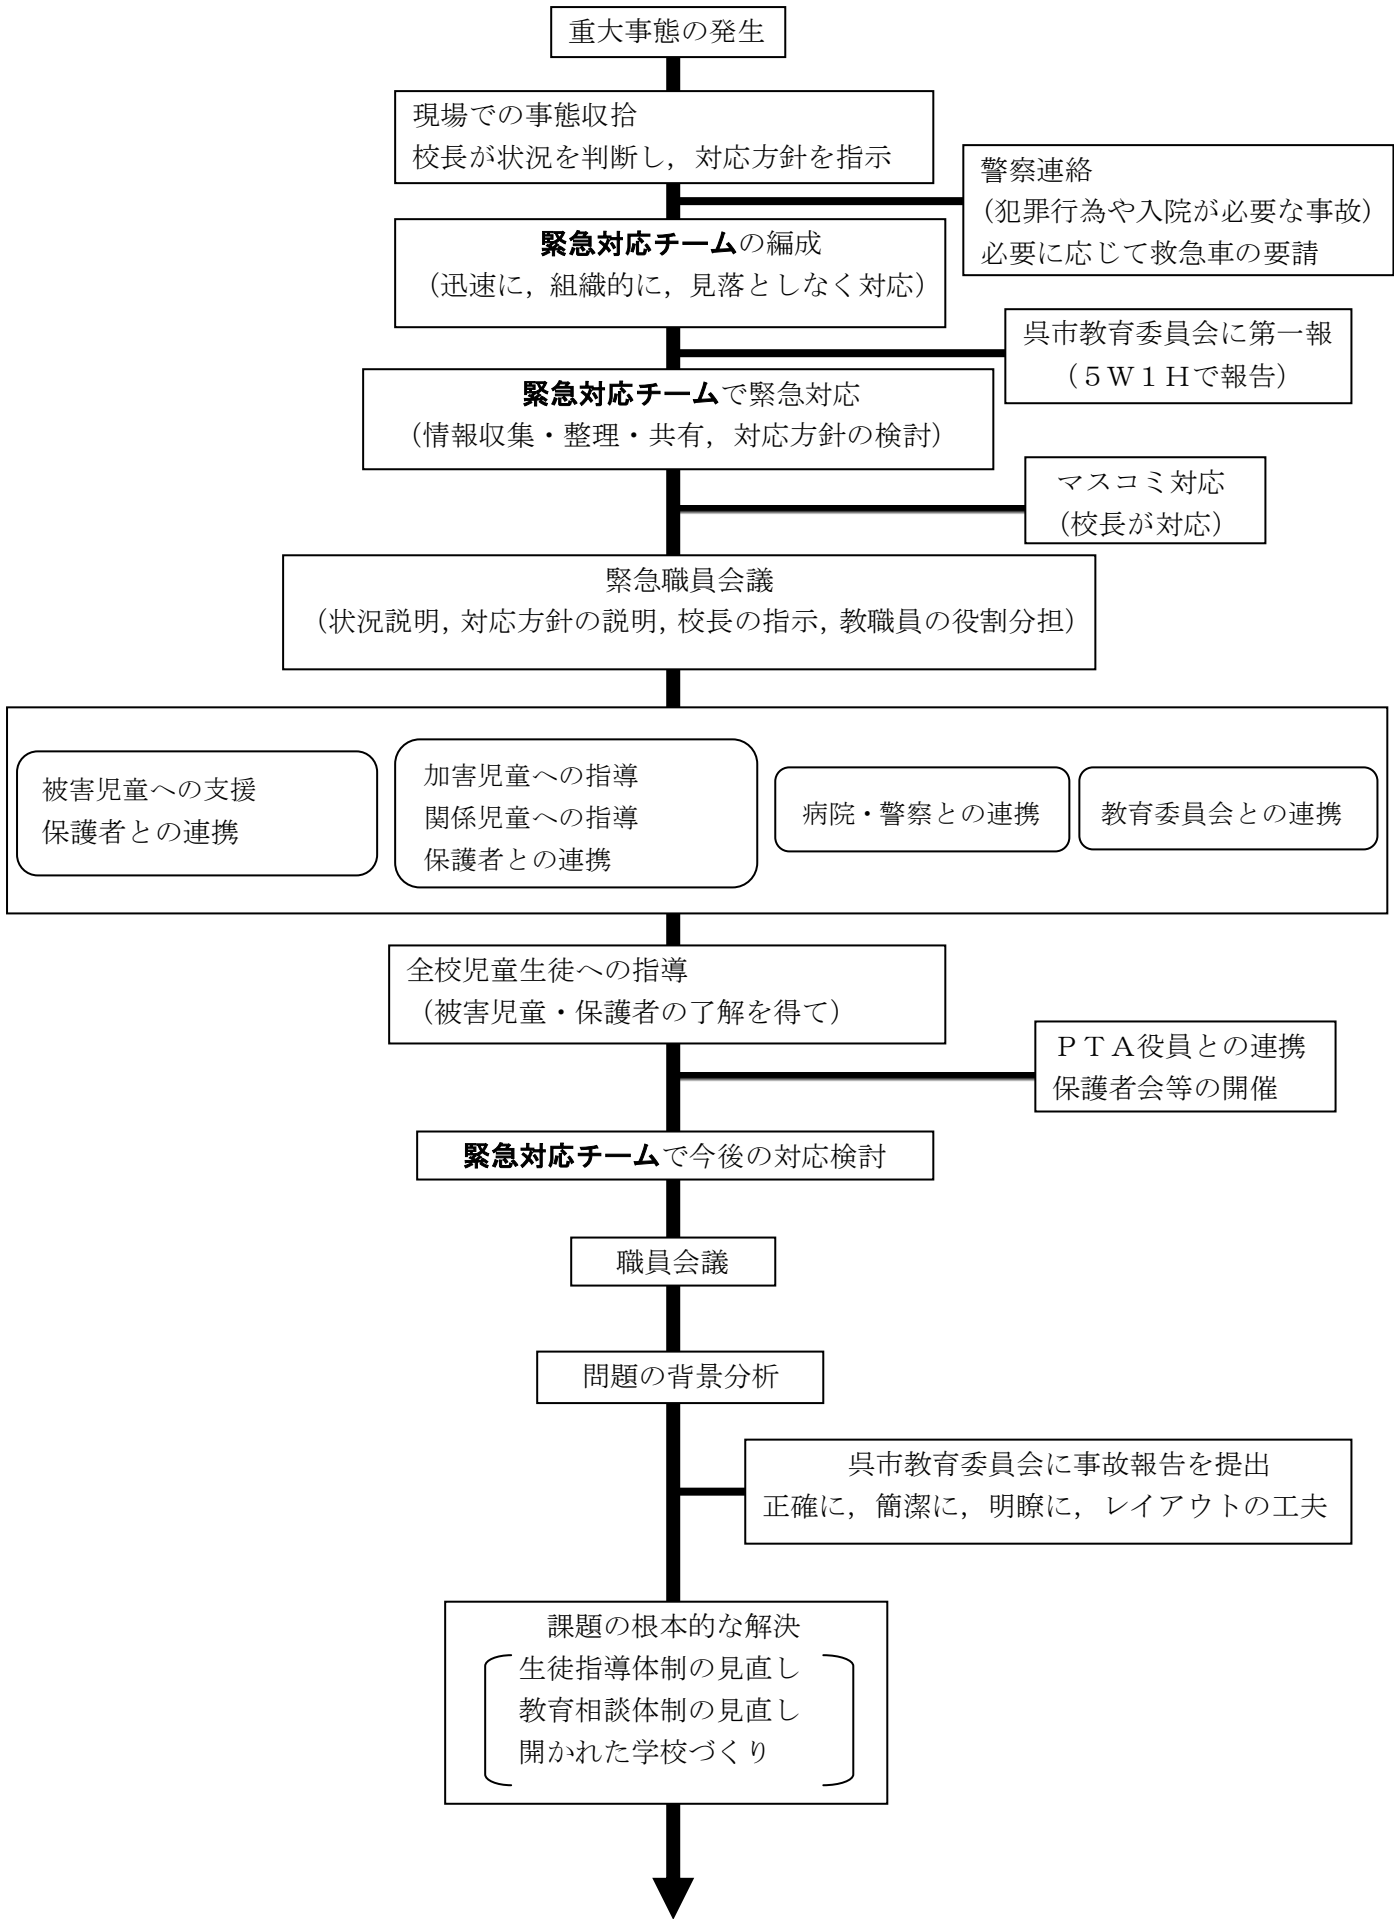 重大事態の発生
現場での事態収拾
校長が状況を判断し，対応方針を指示
警察連絡
（犯罪行為や入院が必要な事故）
必要に応じて救急車の要請
緊急対応チームの編成
（迅速に，組織的に，見落としなく対応）
呉市教育委員会に第一報
（５Ｗ１Ｈで報告）
緊急対応チームで緊急対応
（情報収集・整理・共有，対応方針の検討）
マスコミ対応
（校長が対応）
緊急職員会議
（状況説明，対応方針の説明，校長の指示，教職員の役割分担）
被害児童への支援
保護者との連携
加害児童への指導
関係児童への指導
保護者との連携
病院・警察との連携
教育委員会との連携
全校児童生徒への指導
（被害児童・保護者の了解を得て）
ＰＴＡ役員との連携
保護者会等の開催
緊急対応チームで今後の対応検討
職員会議
問題の背景分析
呉市教育委員会に事故報告を提出
正確に，簡潔に，明瞭に，レイアウトの工夫
課題の根本的な解決
生徒指導体制の見直し
教育相談体制の見直し
開かれた学校づくり